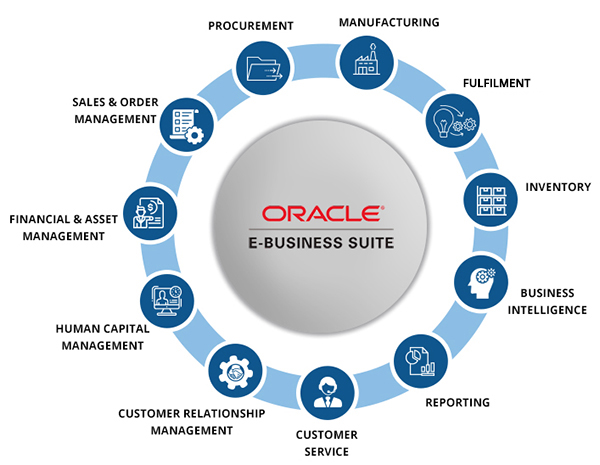 MANUFACTURING
PROCUREMENT
FULFILMENT
SALES & ORDER
MANAGEMENT
INVENTORY
ORACLE®
E-BUSINESS SUITE
FINANCIAL & ASSET
MANAGEMENT
BUSINESS
INTELLIGENCE
HUMAN CAPITAL
MANAGEMENT
REPORTING
CUSTOMER RELATIONSHIP
MANAGEMENT
CUSTOMER
SERVICE